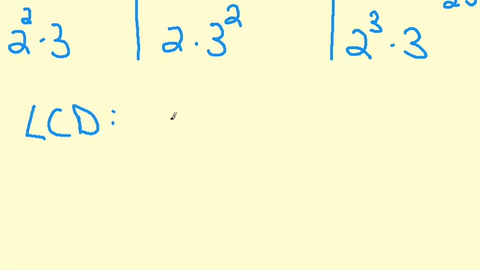 2² · 3 | 2 · 3² | 2³ · 3
LCD: